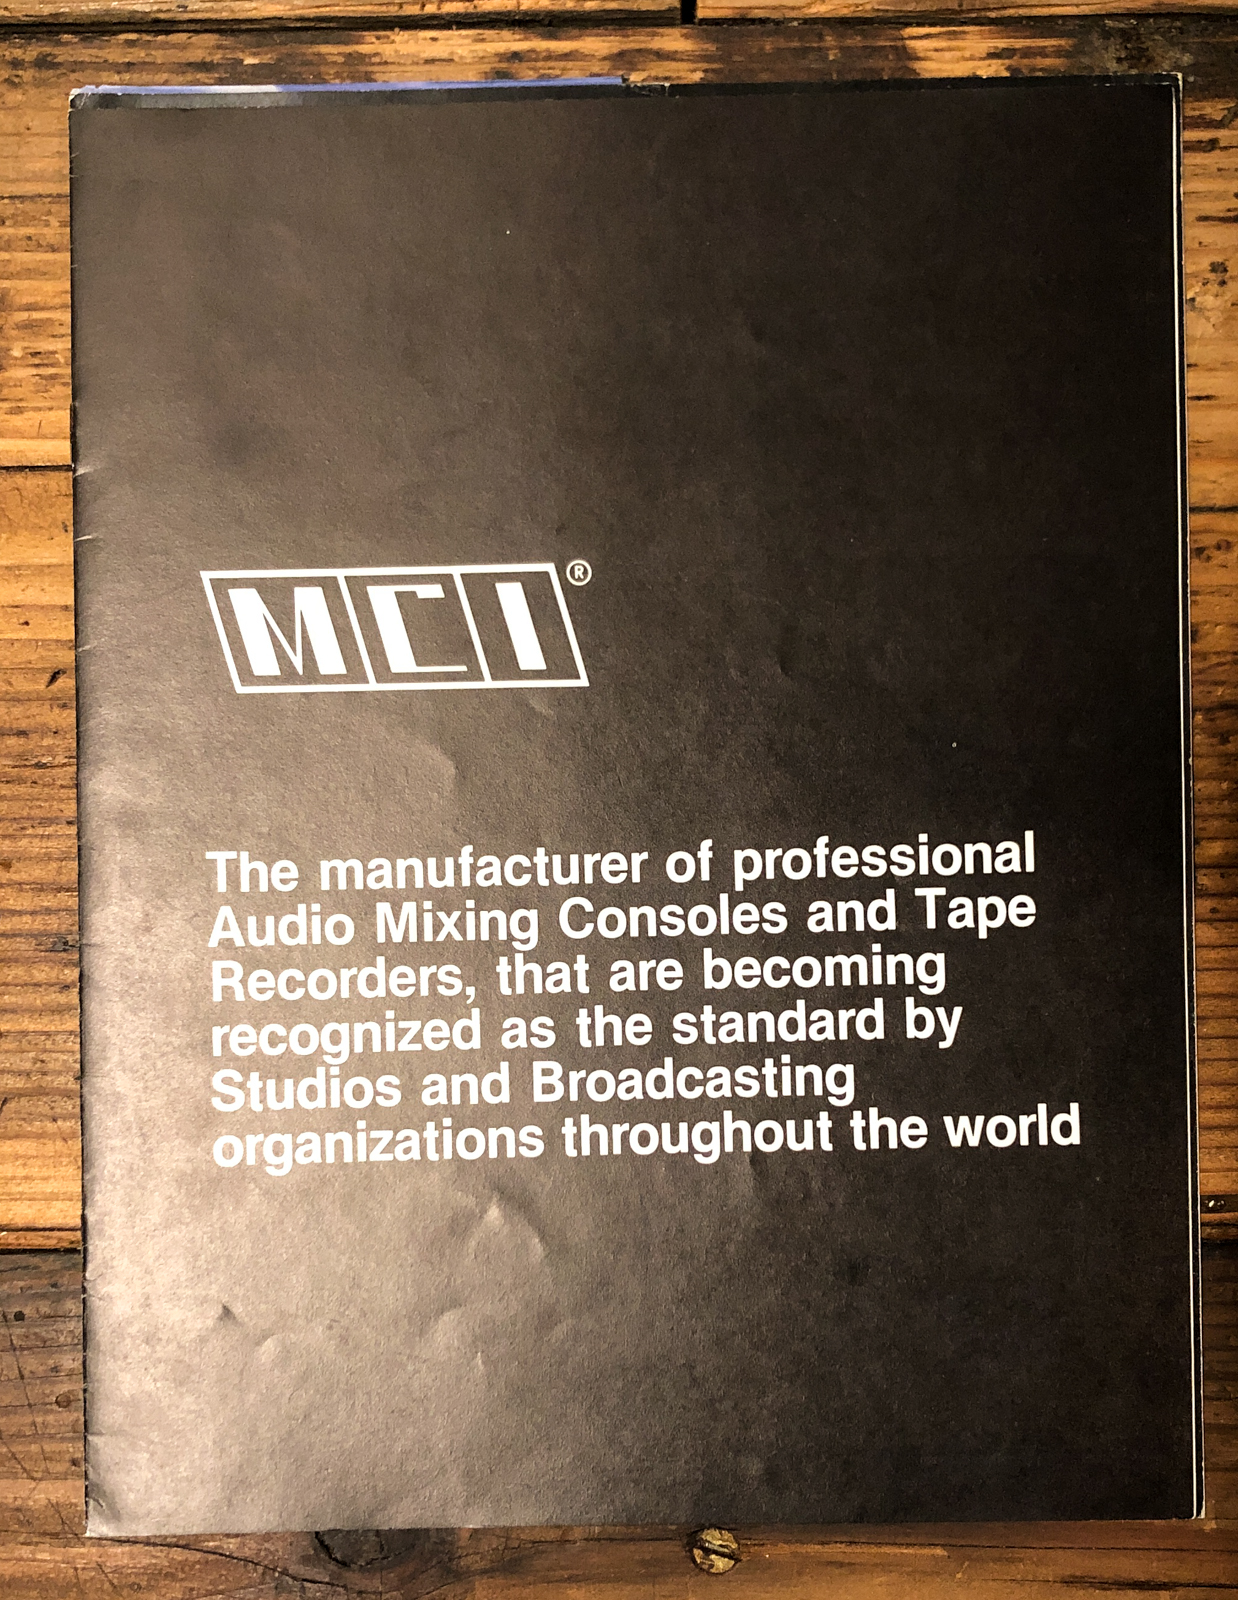 MCI®
The manufacturer of professional
Audio Mixing Consoles and Tape
Recorders, that are becoming
recognized as the standard by
Studios and Broadcasting
organizations throughout the world